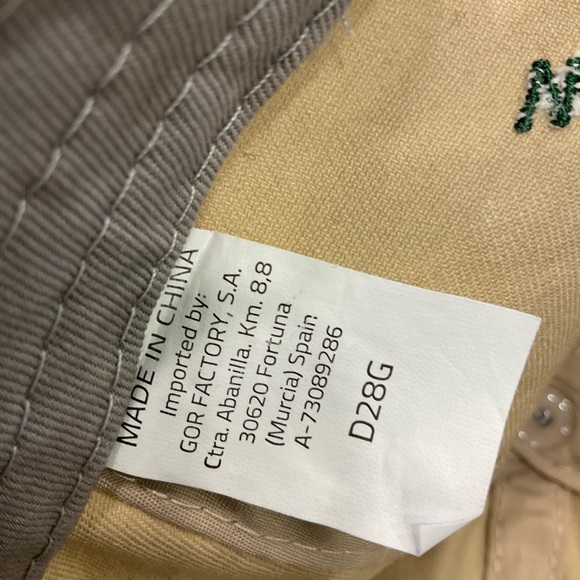 MADE IN CHINA
Imported by:
GOR FACTORY, S.A.
Ctra. Abanilla. Km. 8,8
30620 Fortuna
(Murcia) Spain
A-73089286
D28G